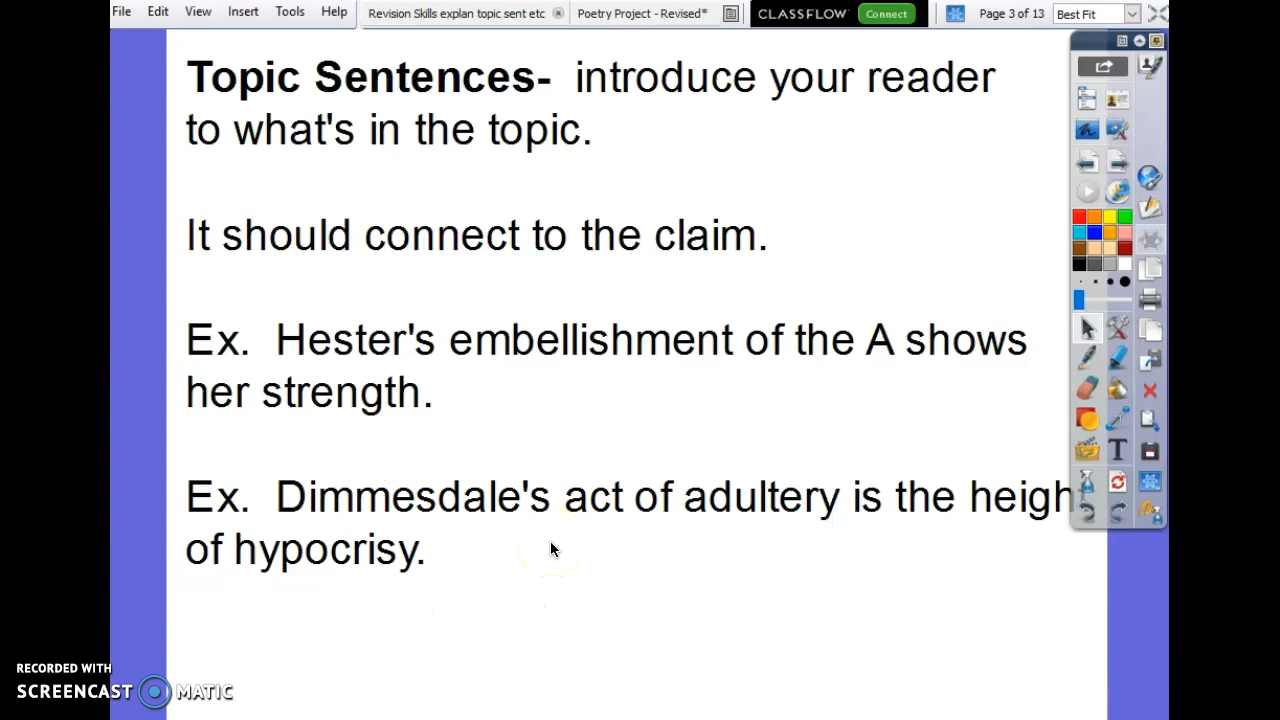 File Edit View Insert Tools Help Revision Skills explan topic sent etc Poetry Project - Revised* CLASSFLOW Connect Page 3 of 13 Best Fit
Topic Sentences- introduce your reader
to what's in the topic.
It should connect to the claim.
Ex. Hester's embellishment of the A shows
her strength.
Ex. Dimmesdale's act of adultery is the heigh
of hypocrisy.
RECORDED WITH
SCREENCAST MATIC